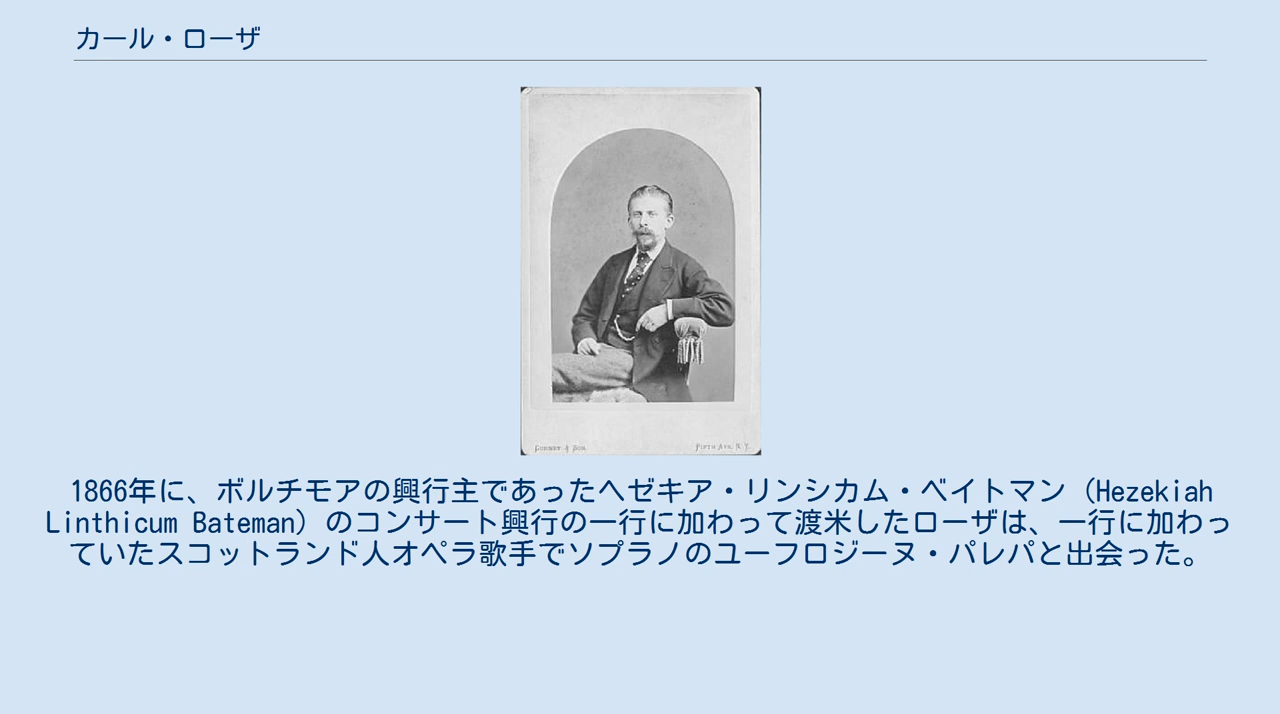 カール・ローザ
GURNEY & SON
FIFTH AVE. N.Y.
1866年に、ボルチモアの興行主であったヘゼキア・リンシカム・ベイトマン（Hezekiah
Linthicum Bateman）のコンサート興行の一行に加わって渡米したローザは、一行に加わっ
ていたスコットランド人オペラ歌手でソプラノのユーフロジーヌ・パレパと出会った。